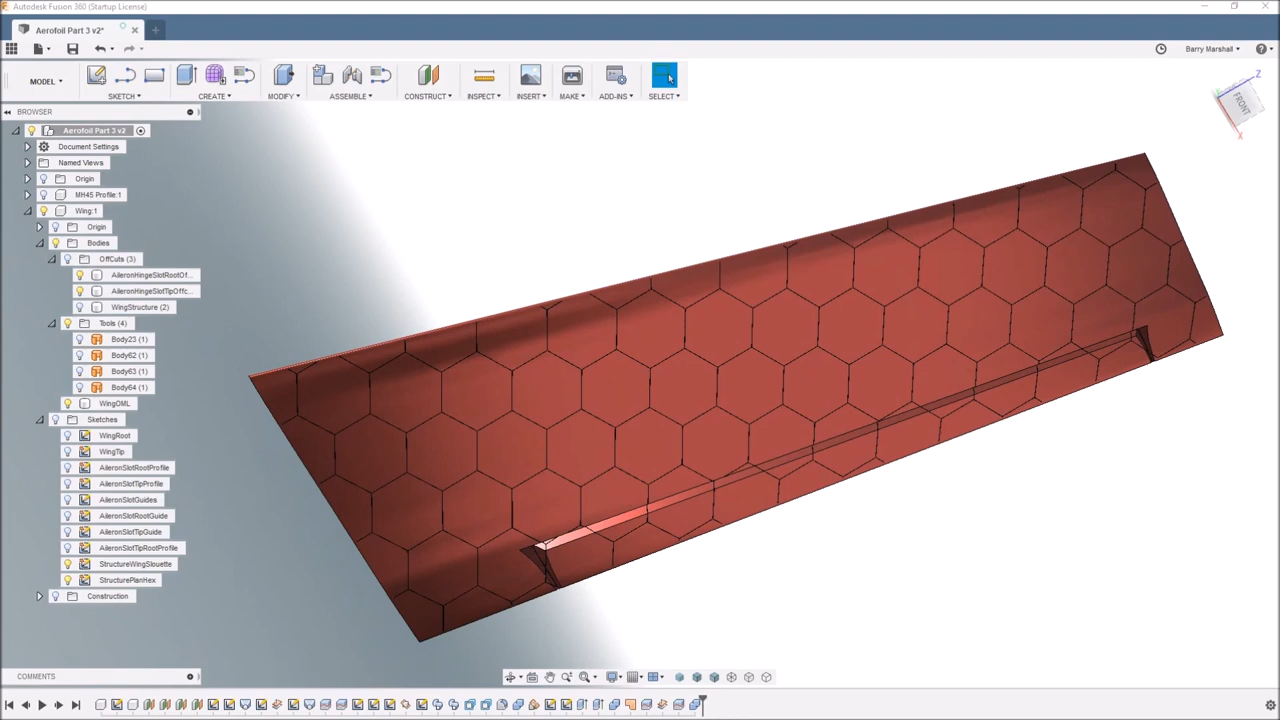 Autodesk Fusion 360 (Startup License)
Aerofoil Part 3 v2*
Barry Marshall
MODEL
SKETCH
CREATE
MODIFY
ASSEMBLE
CONSTRUCT
INSPECT
INSERT
MAKE
ADD-INS
SELECT
BROWSER
Aerofoil Part 3 v2
Document Settings
Named Views
Origin
MH45 Profile:1
Wing:1
Origin
Bodies
OffCuts (3)
AileronHingeSlotRootOf...
AileronHingeSlotTipOffc...
WingStructure (2)
Tools (4)
Body23 (1)
Body62 (1)
Body63 (1)
Body64 (1)
WingOML
Sketches
WingRoot
WingTip
AileronSlotRootProfile
AileronSlotTipProfile
AileronSlotGuides
AileronSlotRootGuide
AileronSlotTipGuide
AileronSlotTipRootProfile
StructureWingSlouette
StructurePlanHex
Construction
FRONT
Z
X
COMMENTS